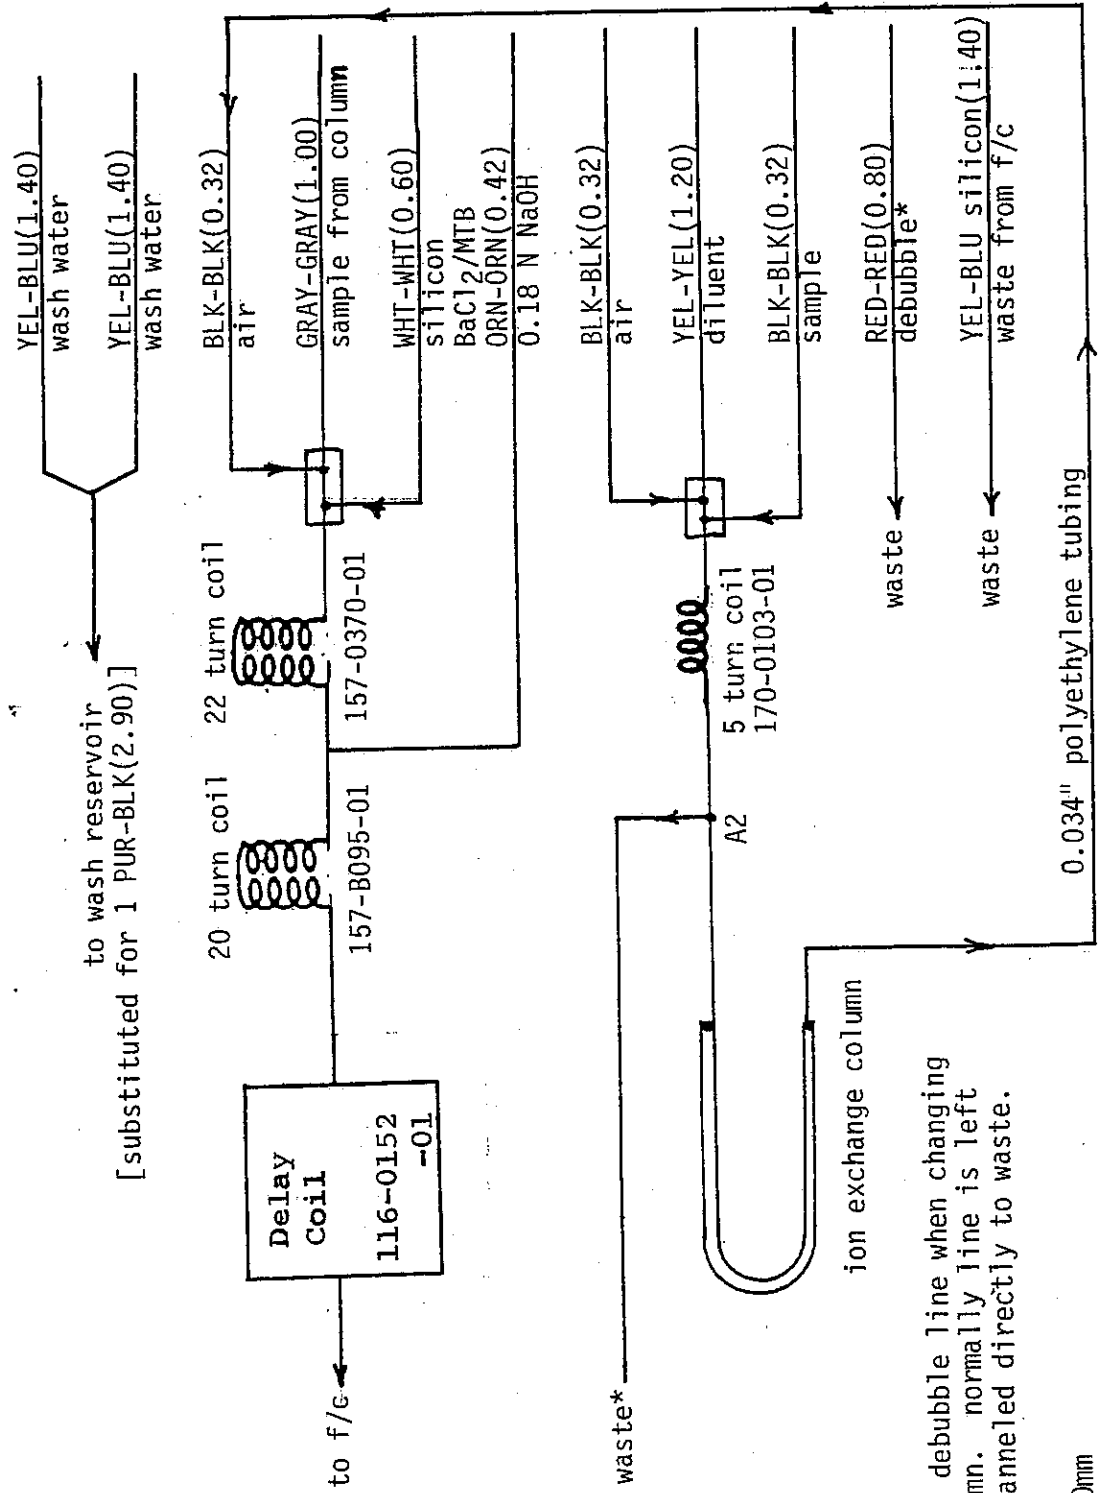 YEL-BLU(1.40)
wash water
YEL-BLU(1.40)
wash water
to wash reservoir
[substituted for 1 PUR-BLK(2.90)]
BLK-BLK(0.32)
air
GRAY-GRAY(1.00)
sample from column
WHT-WHT(0.60)
silicon
BaCl2/MTB
ORN-ORN(0.42)
0.18 N NaOH
22 turn coil
157-0370-01
20 turn coil
157-B095-01
Delay
Coil
116-0152
-01
to f/c
BLK-BLK(0.32)
air
YEL-YEL(1.20)
diluent
BLK-BLK(0.32)
sample
5 turn coil
170-0103-01
A2
waste*
ion exchange column
RED-RED(0.80)
debubble*
waste
YEL-BLU silicon(1.40)
waste from f/c
waste
0.034" polyethylene tubing
debubble line when changing
mn. normally line is left
anneled directly to waste.
0mm